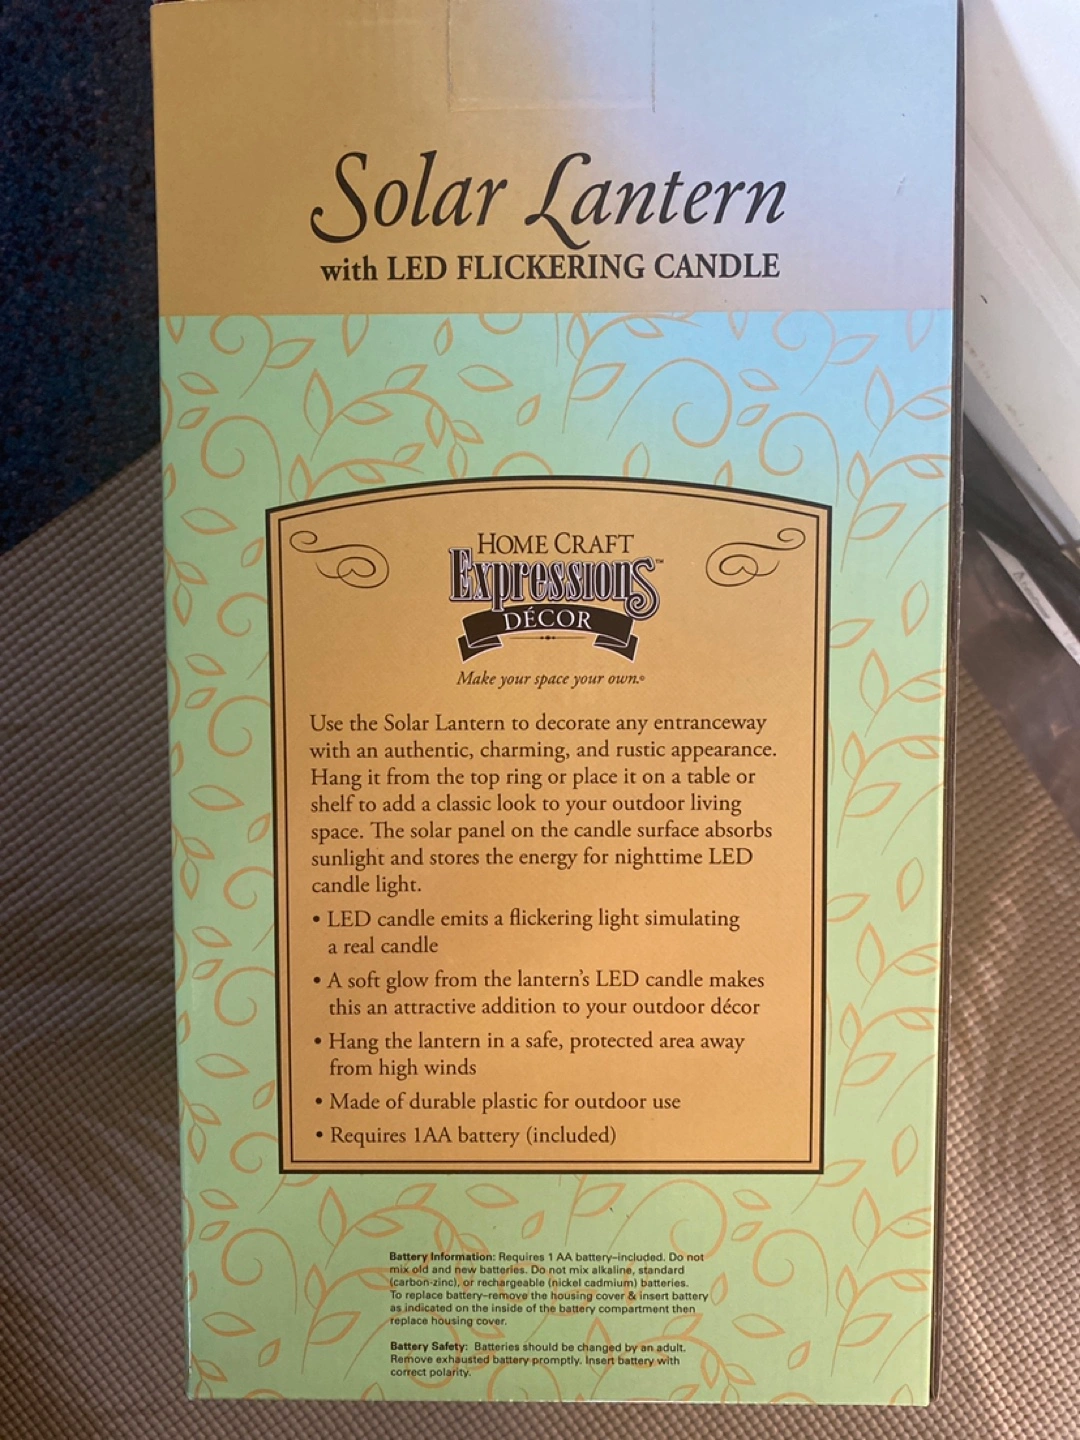 Solar Lantern
with LED FLICKERING CANDLE
HOME CRAFT
Expressions™
DÉCOR
Make your space your own.®
Use the Solar Lantern to decorate any entranceway
with an authentic, charming, and rustic appearance.
Hang it from the top ring or place it on a table or
shelf to add a classic look to your outdoor living
space. The solar panel on the candle surface absorbs
sunlight and stores the energy for nighttime LED
candle light.
• LED candle emits a flickering light simulating
a real candle
• A soft glow from the lantern's LED candle makes
this an attractive addition to your outdoor décor
• Hang the lantern in a safe, protected area away
from high winds
• Made of durable plastic for outdoor use
• Requires 1AA battery (included)
Battery Information: Requires 1 AA battery–included. Do not
mix old and new batteries. Do not mix alkaline, standard
(carbon-zinc), or rechargeable (nickel cadmium) batteries.
To replace battery–remove the housing cover & insert battery
as indicated on the inside of the battery compartment then
replace housing cover.
Battery Safety: Batteries should be changed by an adult.
Remove exhausted battery promptly. Insert battery with
correct polarity.